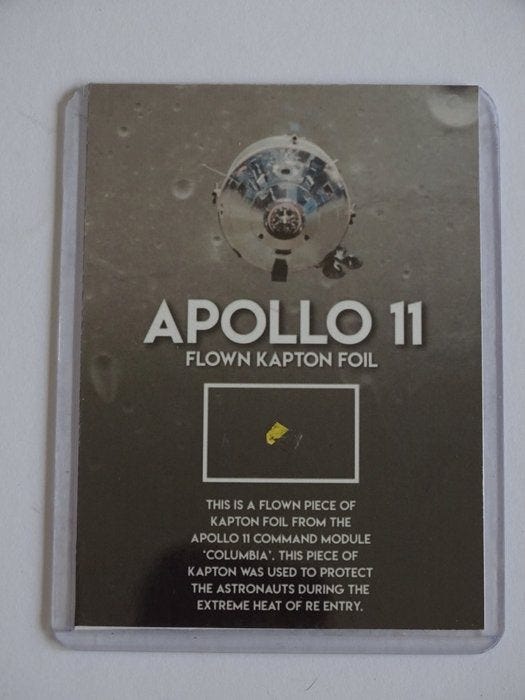 APOLLO 11
FLOWN KAPTON FOIL
THIS IS A FLOWN PIECE OF
KAPTON FOIL FROM THE
APOLLO 11 COMMAND MODULE
'COLUMBIA'. THIS PIECE OF
KAPTON WAS USED TO PROTECT
THE ASTRONAUTS DURING THE
EXTREME HEAT OF RE ENTRY.